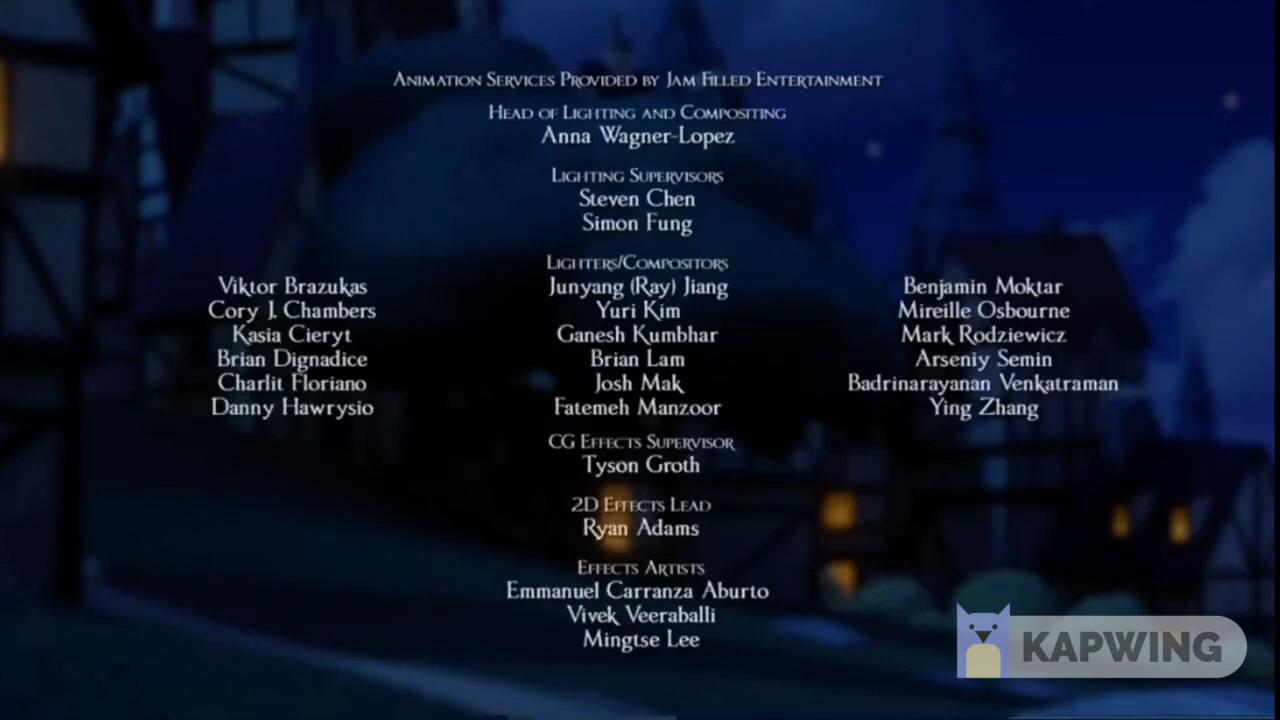 Animation Services Provided by Jam Filled Entertainment
Head of Lighting and Compositing
Anna Wagner-Lopez
Lighting Supervisors
Steven Chen
Simon Fung
Lighters/Compositors
Viktor Brazukas Junyang (Ray) Jiang Benjamin Moktar
Cory J. Chambers Yuri Kim Mireille Osbourne
Kasia Cieryt Ganesh Kumbhar Mark Rodziewicz
Brian Dignadice Brian Lam Arseniy Semin
Charlit Floriano Josh Mak Badrinarayanan Venkatraman
Danny Hawrysio Fatemeh Manzoor Ying Zhang
CG Effects Supervisor
Tyson Groth
2D Effects Lead
Ryan Adams
Effects Artists
Emmanuel Carranza Aburto
Vivek Veeraballi
Mingtse Lee
KAPWING